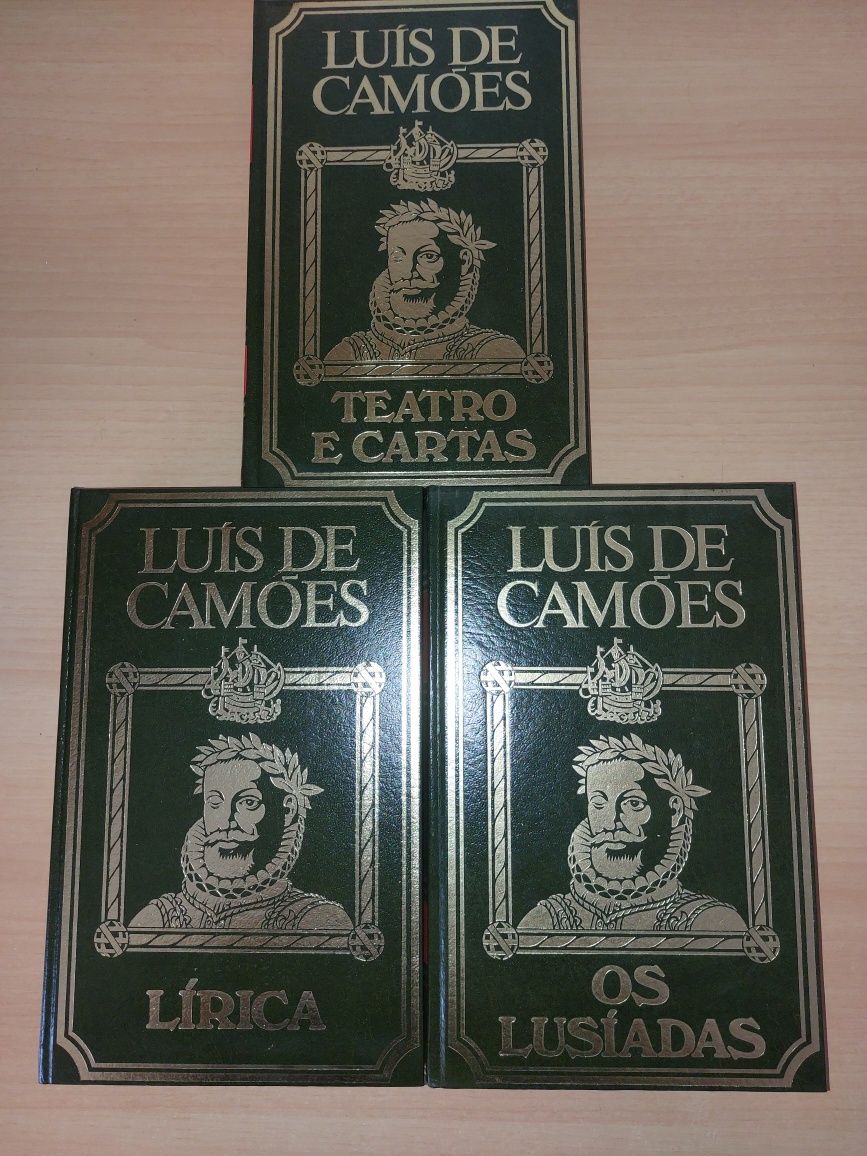 LUÍS DE
CAMÕES
TEATRO
E CARTAS
LUÍS DE
CAMÕES
LÍRICA
LUÍS DE
CAMÕES
OS
LUSÍADAS